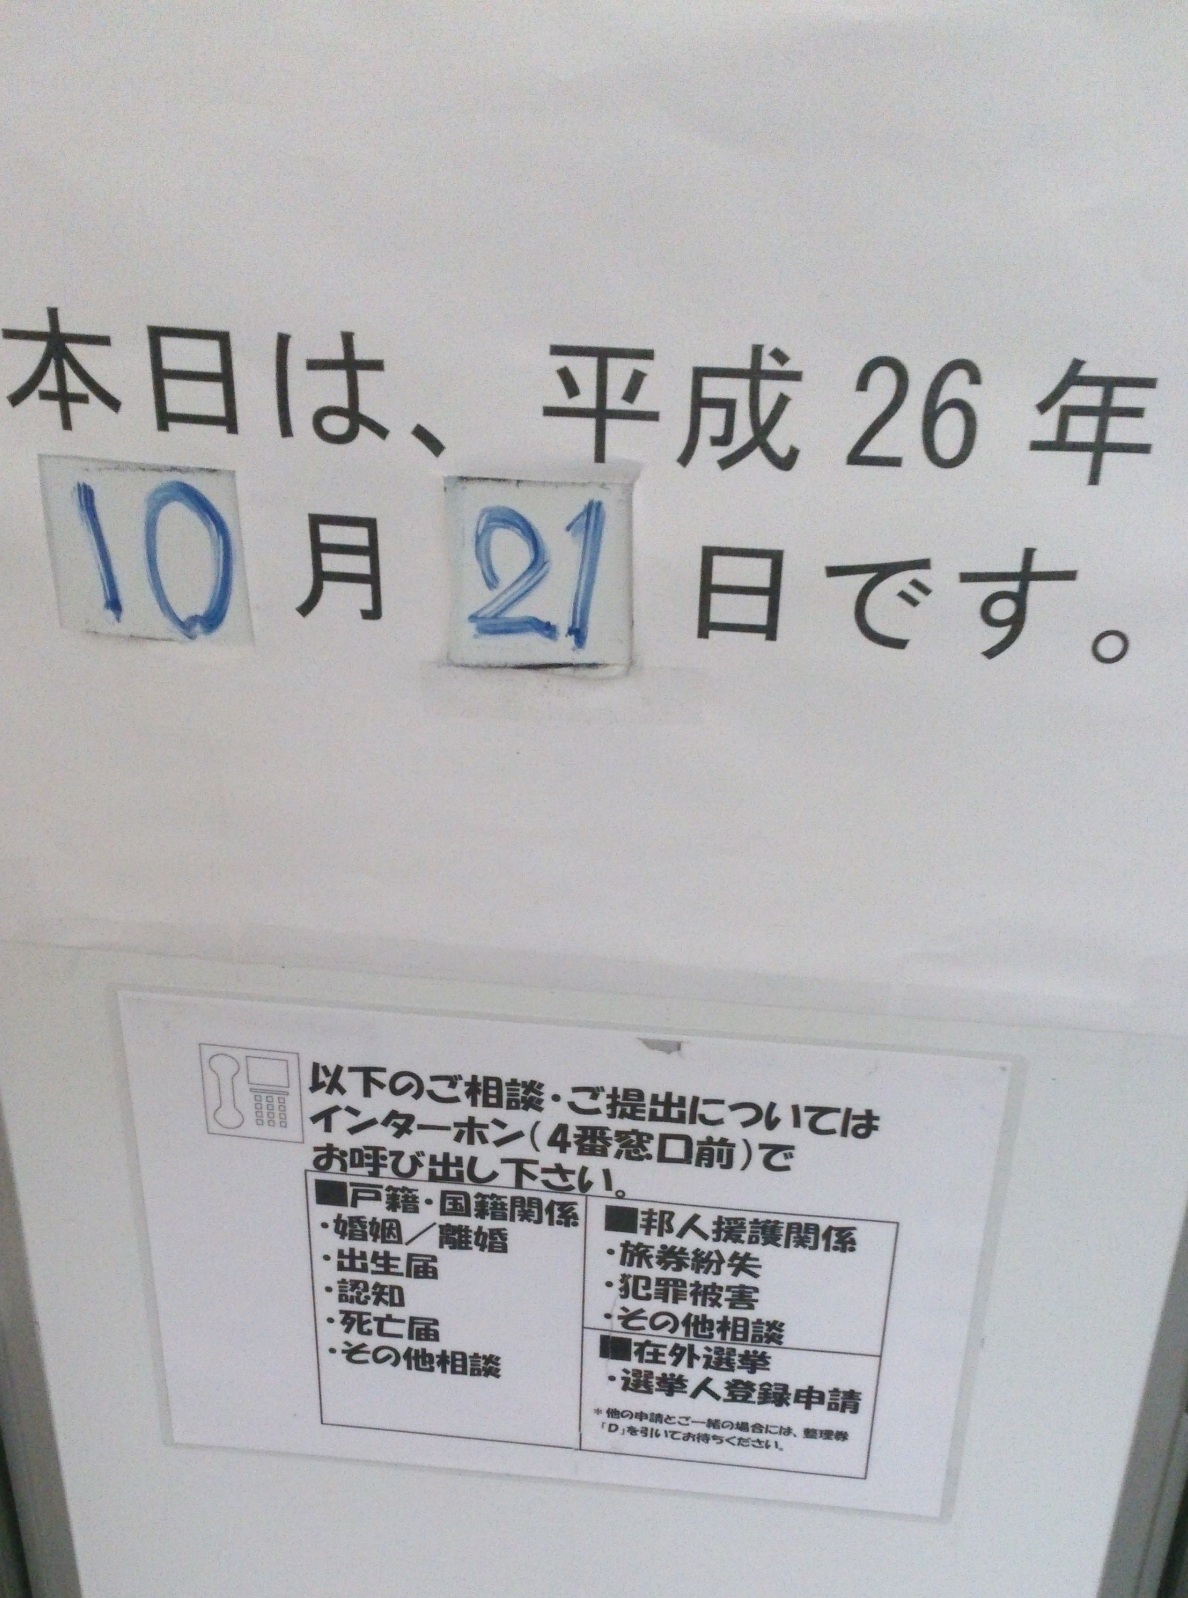 本日は、平成26年
10月21日です。
以下のご相談・ご提出については
インターホン(4番窓口前)で
お呼び出し下さい。
■戸籍・国籍関係
・婚姻／離婚
・出生届
・認知
・死亡届
・その他相談
■邦人援護関係
・旅券紛失
・犯罪被害
・その他相談
■在外選挙
・選挙人登録申請
＊他の申請とご一緒の場合には、整理券
「D」を引いてお待ちください。